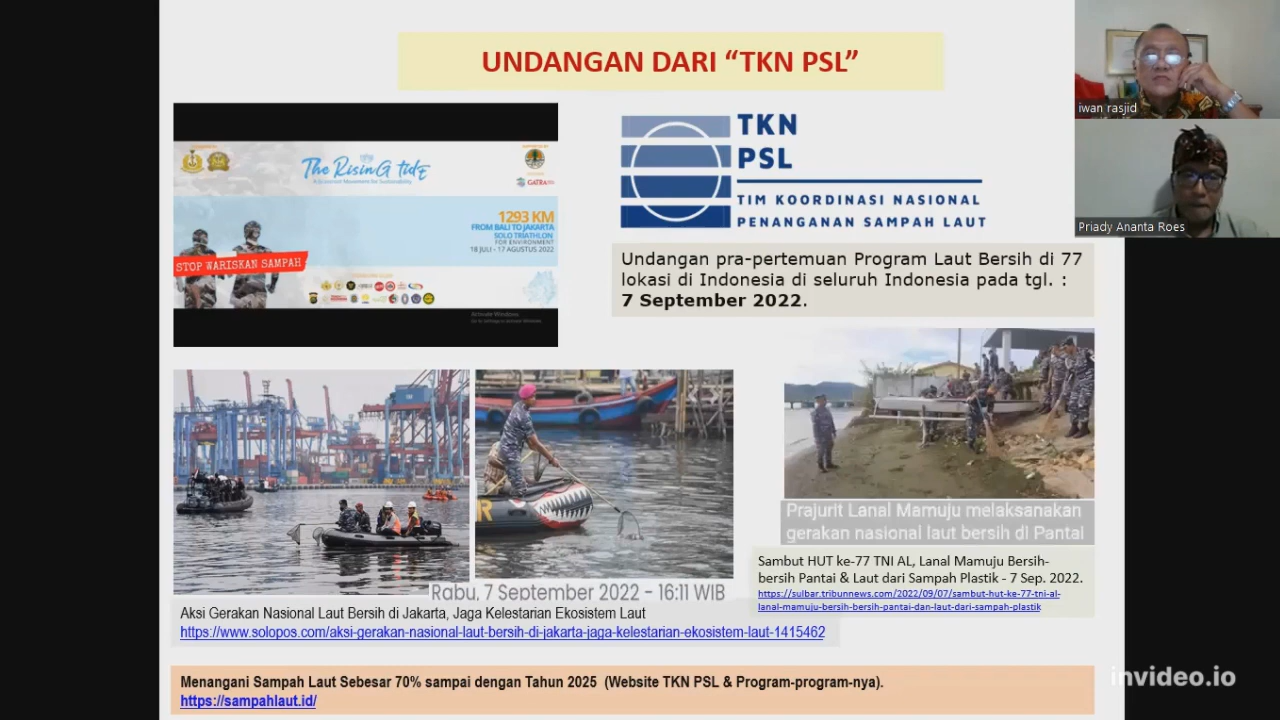 UNDANGAN DARI “TKN PSL”
iwan rasjid
Priady Ananta Roes
The RisinG tidE
GATRA
1293 KM
FROM BALI TO JAKARTA
SOLO TRIATHLON
FOR ENVIRONMENT
18 JULI - 17 AGUSTUS 2022
STOP WARISKAN SAMPAH
Activate Windows
TKN
PSL
TIM KOORDINASI NASIONAL
PENANGANAN SAMPAH LAUT
Undangan pra-pertemuan Program Laut Bersih di 77
lokasi di Indonesia di seluruh Indonesia pada tgl. :
7 September 2022.
Prajurit Lanal Mamuju melaksanakan
gerakan nasional laut bersih di Pantai
Sambut HUT ke-77 TNI AL, Lanal Mamuju Bersih-
bersih Pantai & Laut dari Sampah Plastik - 7 Sep. 2022.
https://sulbar.tribunnews.com/2022/09/07/sambut-hut-ke-77-tni-al-
lanal-mamuju-bersih-bersih-pantai-dan-laut-dari-sampah-plastik
Rabu, 7 September 2022 - 16:11 WIB
Aksi Gerakan Nasional Laut Bersih di Jakarta, Jaga Kelestarian Ekosistem Laut
https://www.solopos.com/aksi-gerakan-nasional-laut-bersih-di-jakarta-jaga-kelestarian-ekosistem-laut-1415462
Menangani Sampah Laut Sebesar 70% sampai dengan Tahun 2025 (Website TKN PSL & Program-program-nya).
https://sampahlaut.id/
invideo.io